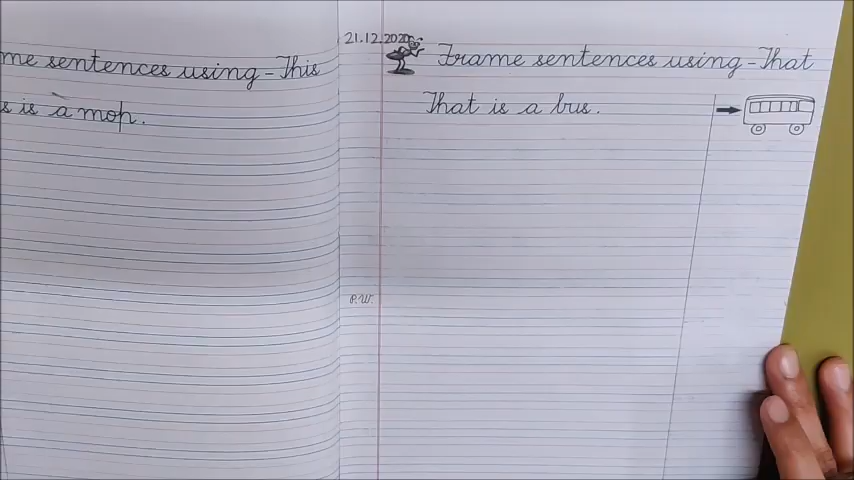 me sentences using - This
s is a mop.
21.12.2020
Frame sentences using - That
That is a bus.
P.W.